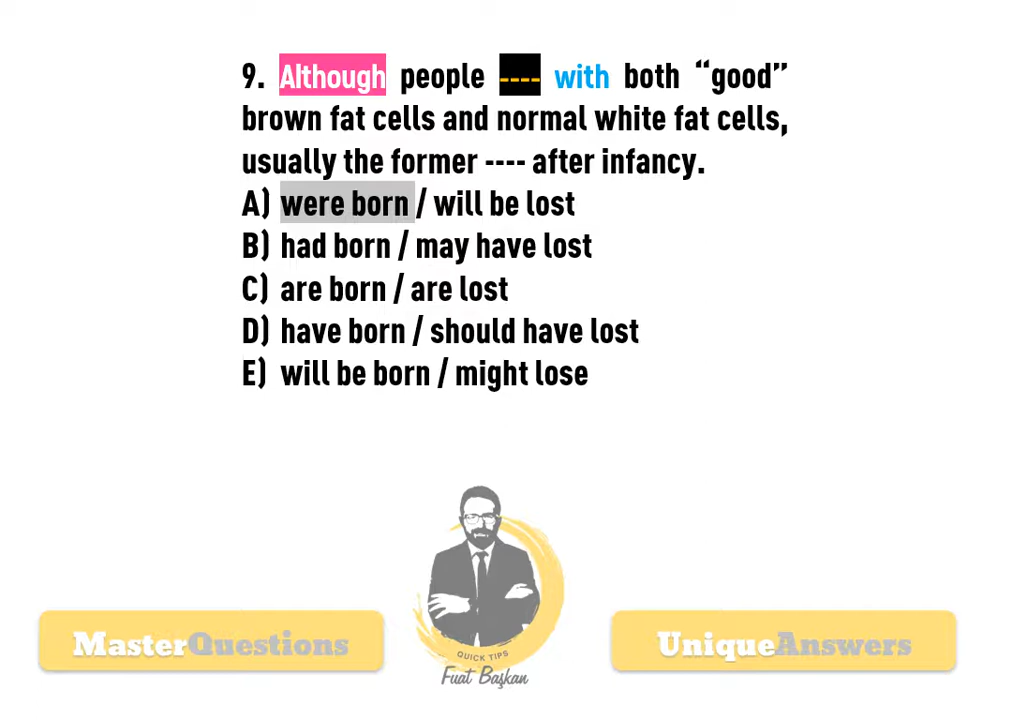 9. Although people ---- with both “good”
brown fat cells and normal white fat cells,
usually the former ---- after infancy.
A) were born / will be lost
B) had born / may have lost
C) are born / are lost
D) have born / should have lost
E) will be born / might lose
QUICK TIPS
Fuat Başkan
MasterQuestions
UniqueAnswers